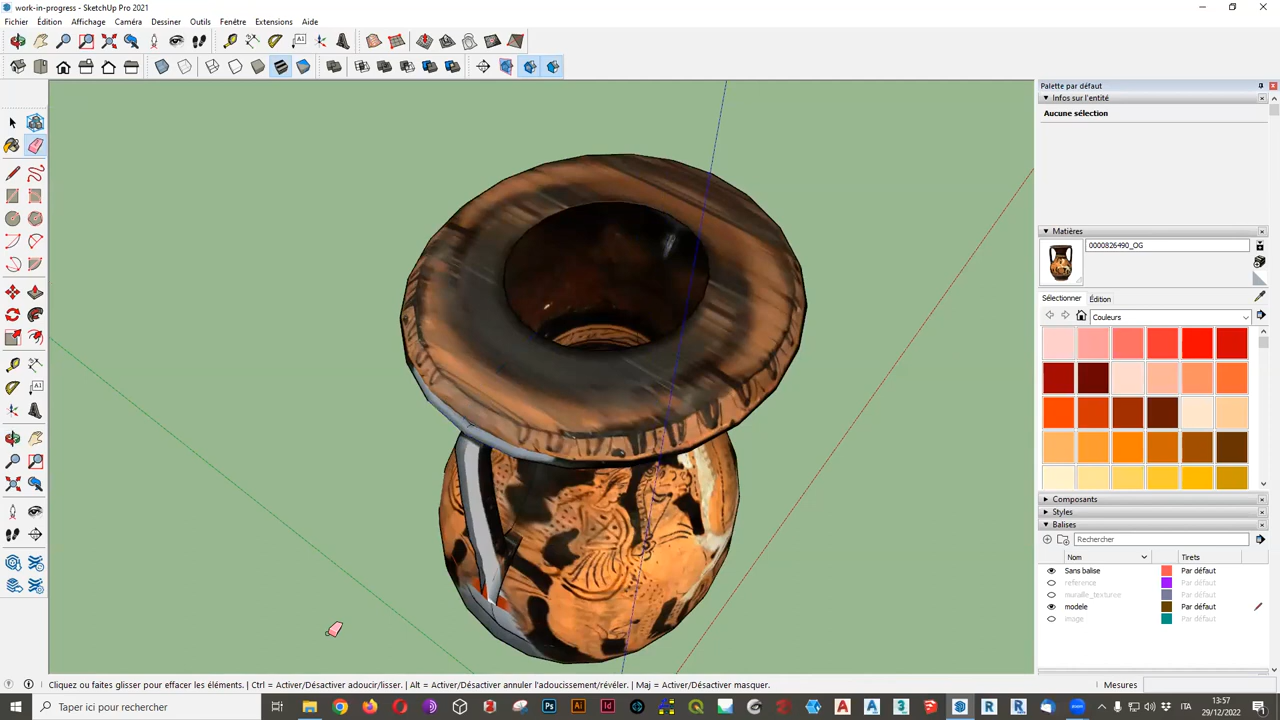 work-in-progress - SketchUp Pro 2021
Fichier Édition Affichage Caméra Dessiner Outils Fenêtre Extensions Aide
Palette par défaut
Infos sur l'entité
Aucune sélection
Matières
0000826490_OG
Sélectionner Édition
Couleurs
Composants
Styles
Balises
Rechercher
Nom Tirets
Sans balise Par défaut
reference Par défaut
muraille_texturee Par défaut
modele Par défaut
image Par défaut
Cliquez ou faites glisser pour effacer les éléments. | Ctrl = Activer/Désactiver adoucir/lisser. | Alt = Activer/Désactiver annuler l'adoucissement/révéler. | Maj = Activer/Désactiver masquer.
Mesures
Taper ici pour rechercher
ITA
13:57
29/12/2022